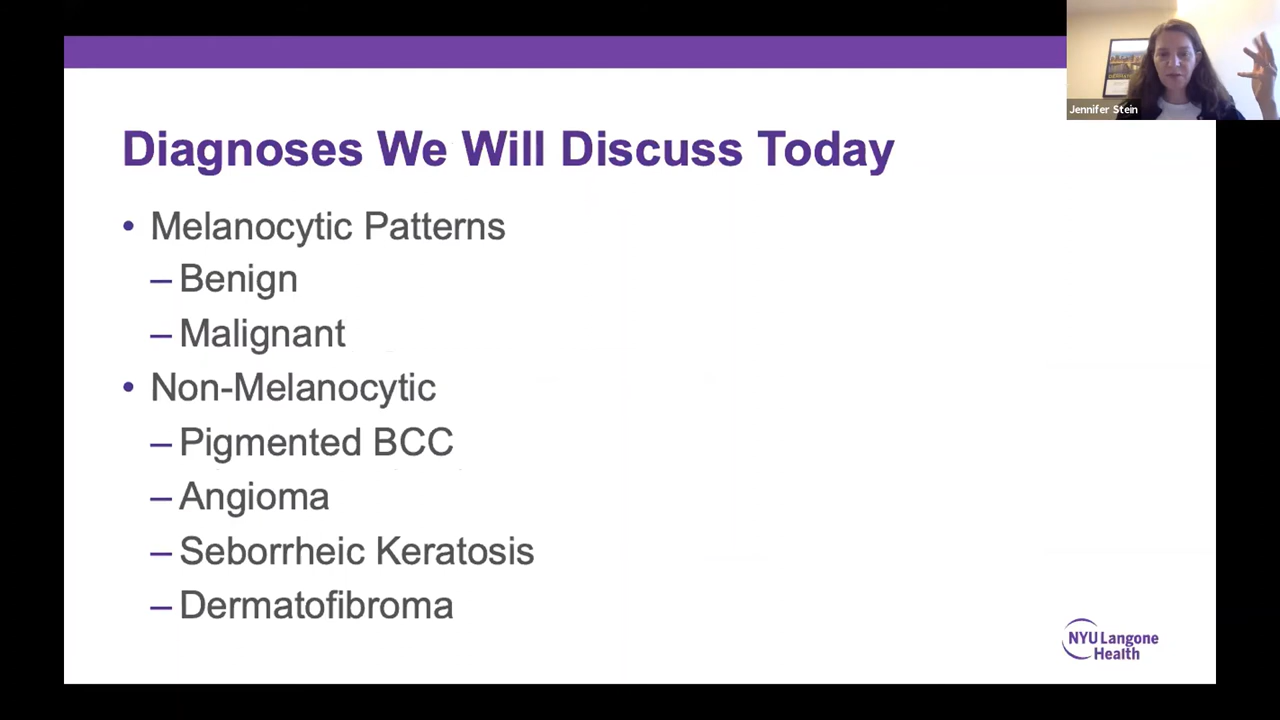 Diagnoses We Will Discuss Today
• Melanocytic Patterns
– Benign
– Malignant
• Non-Melanocytic
– Pigmented BCC
– Angioma
– Seborrheic Keratosis
– Dermatofibroma
Jennifer Stein
NYU Langone
Health